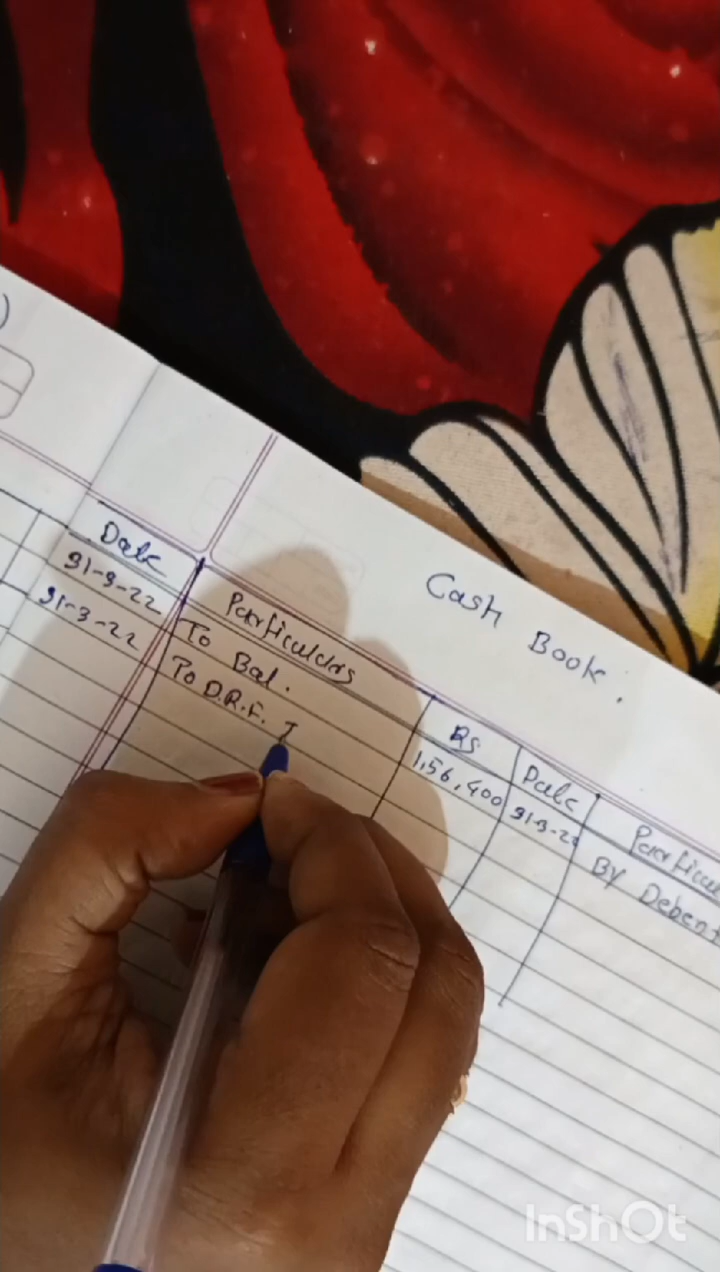 Cash Book.
Date Particulars Rs Date Particu
31-3-22 To Bal. 1,56,400 31-3-22 By Debent
31-3-22 To D.R.F. I
InShOt